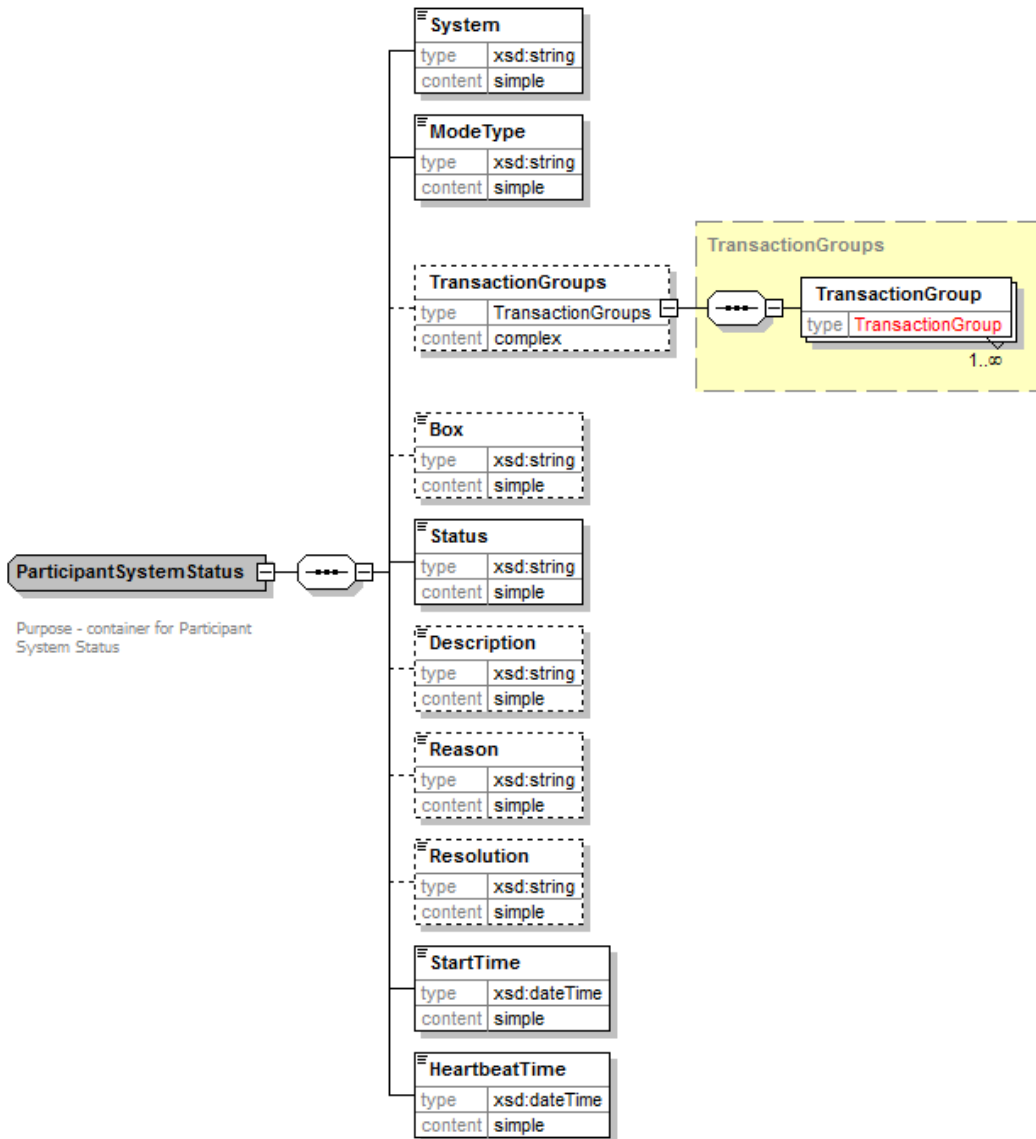 System
type xsd:string
content simple
ModeType
type xsd:string
content simple
TransactionGroups
type TransactionGroups
content complex
TransactionGroups
TransactionGroup
type TransactionGroup
1..∞
Box
type xsd:string
content simple
Status
type xsd:string
content simple
ParticipantSystemStatus
Purpose - container for Participant
System Status
Description
type xsd:string
content simple
Reason
type xsd:string
content simple
Resolution
type xsd:string
content simple
StartTime
type xsd:dateTime
content simple
HeartbeatTime
type xsd:dateTime
content simple